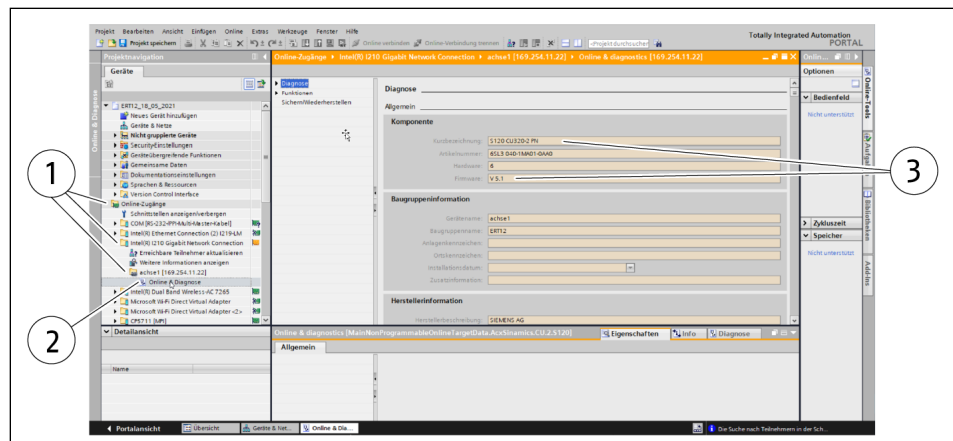 Projekt Bearbeiten Ansicht Einfügen Online Extras Werkzeuge Fenster Hilfe
Totally Integrated Automation
PORTAL
Projekt speichern
Online verbinden
Online-Verbindung trennen
<Projekt durchsuchen>
Projektnavigation
Online-Zugänge ▸ Intel(R) I210 Gigabit Network Connection ▸ achse1 [169.254.11.22] ▸ Online & diagnostics [169.254.11.22]
Onlin...
Geräte
Optionen
Online & Diagnose
ERT12_18_05_2021
Neues Gerät hinzufügen
Geräte & Netze
Nicht gruppierte Geräte
Security-Einstellungen
Geräteübergreifende Funktionen
Gemeinsame Daten
Dokumentationseinstellungen
Sprachen & Ressourcen
Version Control Interface
Online-Zugänge
Schnittstellen anzeigen/verbergen
COM [RS-232-PPI-Multi-Master-Kabel]
Intel(R) Ethernet Connection (2) I219-LM
Intel(R) I210 Gigabit Network Connection
Erreichbare Teilnehmer aktualisieren
Weitere Informationen anzeigen
achse1 [169.254.11.22]
Online & Diagnose
Intel(R) Dual Band Wireless-AC 7265
Microsoft Wi-Fi Direct Virtual Adapter
Microsoft Wi-Fi Direct Virtual Adapter <2>
CP5711 [MPI]
1
2
3
Diagnose
Funktionen
Sichern/Wiederherstellen
Diagnose
Allgemein
Komponente
Kurzbezeichnung: S120 CU320-2 PN
Artikelnummer: 6SL3 040-1MA01-0AA0
Hardware: 6
Firmware: V 5.1
Baugruppeninformation
Gerätename: achse1
Baugruppenname: ERT12
Anlagenkennzeichen:
Ortskennzeichen:
Installationsdatum:
Zusatzinformation:
Herstellerinformation
Herstellerbeschreibung: SIEMENS AG
Bedienfeld
Nicht unterstützt
Zykluszeit
Speicher
Nicht unterstützt
Online-Tools
Bibliotheken
Add-Ins
Detailansicht
Name
Online & diagnostics [MainNonProgrammableOnlineTargetData.AcxSinamics.CU.2.S120]
Eigenschaften
Info
Diagnose
Allgemein
Portalansicht
Übersicht
Geräte & Net...
Online & Dia...
Die Suche nach Teilnehmern in der Sch...